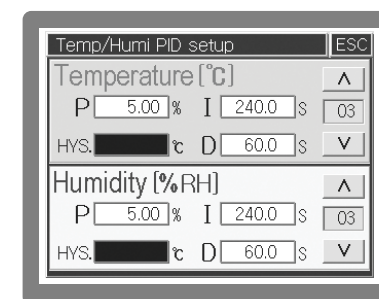 Temp/Humi PID setup ESC
Temperature [℃] ∧
P 5.00 % I 240.0 S 03
HYS. ℃ D 60.0 S ∨
Humidity [%RH] ∧
P 5.00 % I 240.0 S 03
HYS. ℃ D 60.0 S ∨